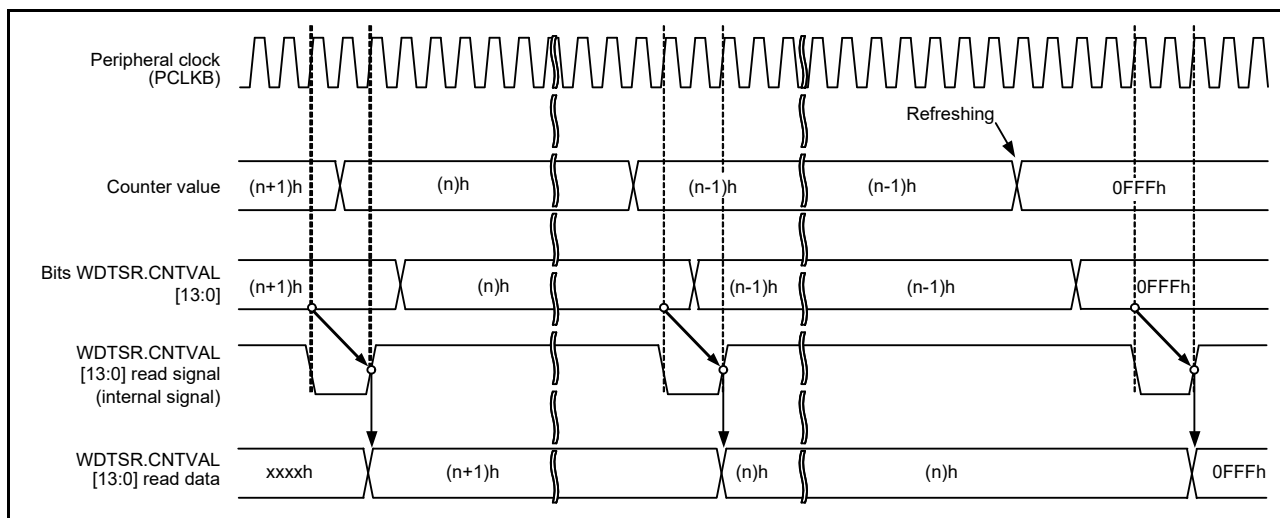 Peripheral clock
(PCLKB)
Refreshing
Counter value
(n+1)h
(n)h
(n-1)h
(n-1)h
0FFFh
Bits WDTSR.CNTVAL
[13:0]
(n+1)h
(n)h
(n-1)h
(n-1)h
0FFFh
WDTSR.CNTVAL
[13:0] read signal
(internal signal)
WDTSR.CNTVAL
[13:0] read data
xxxxh
(n+1)h
(n)h
(n)h
0FFFh